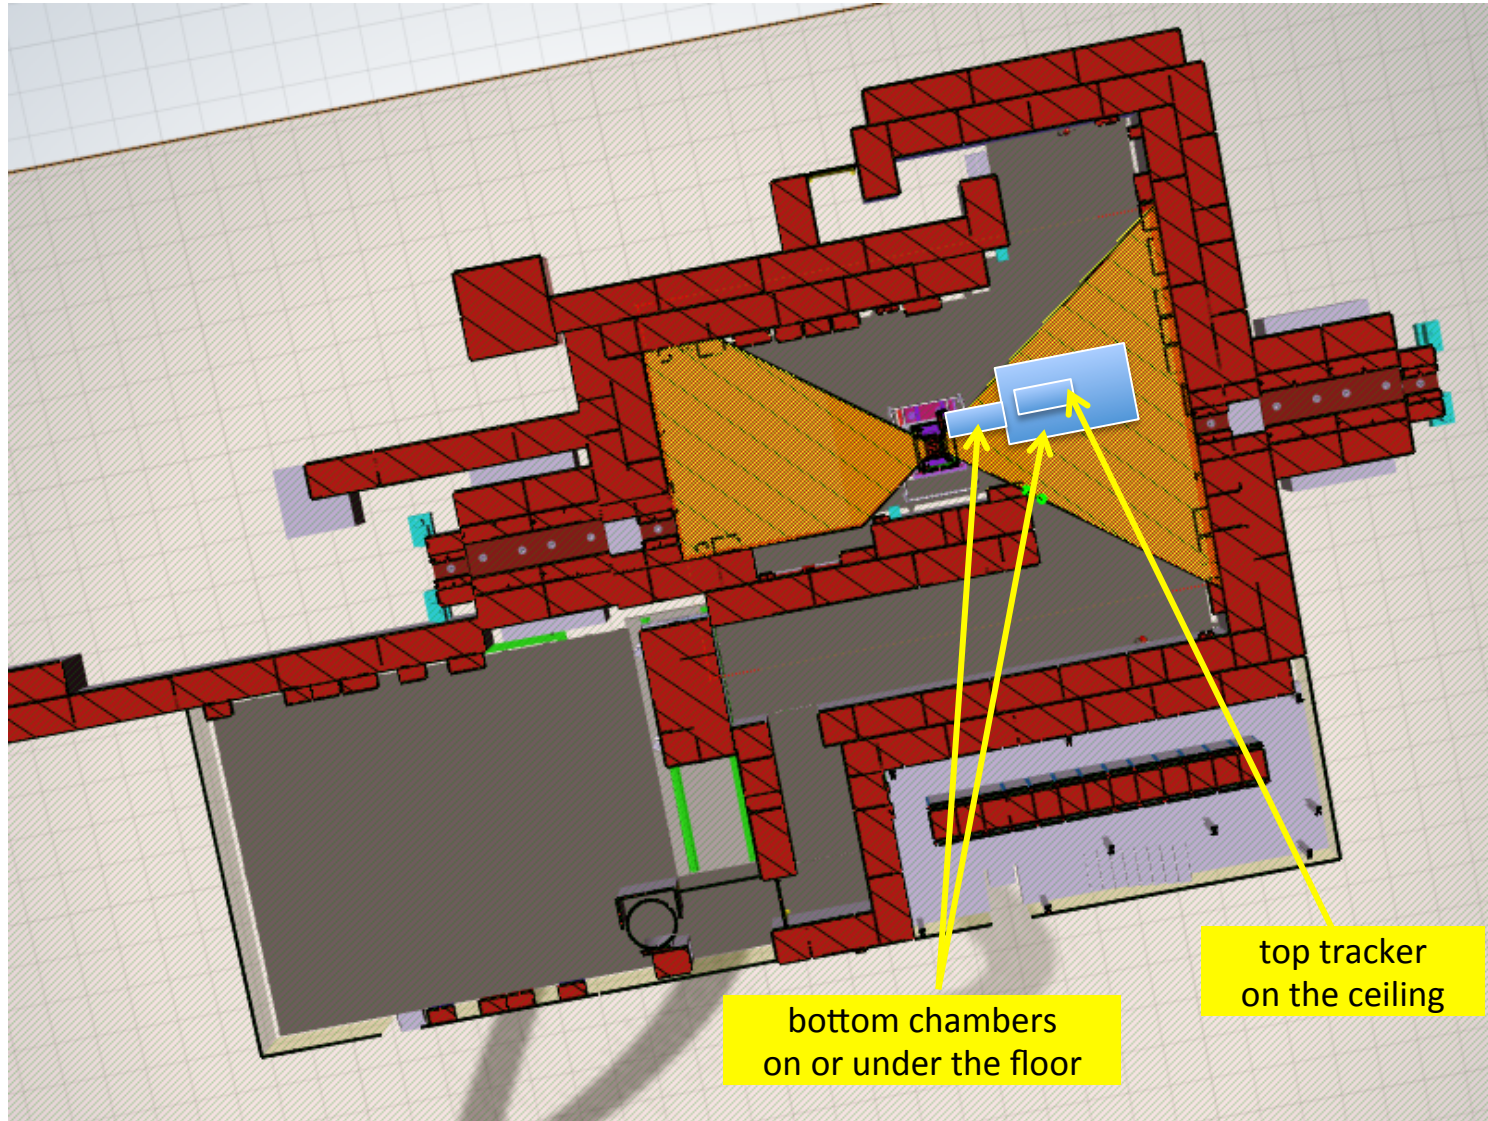 top tracker
on the ceiling
bottom chambers
on or under the floor